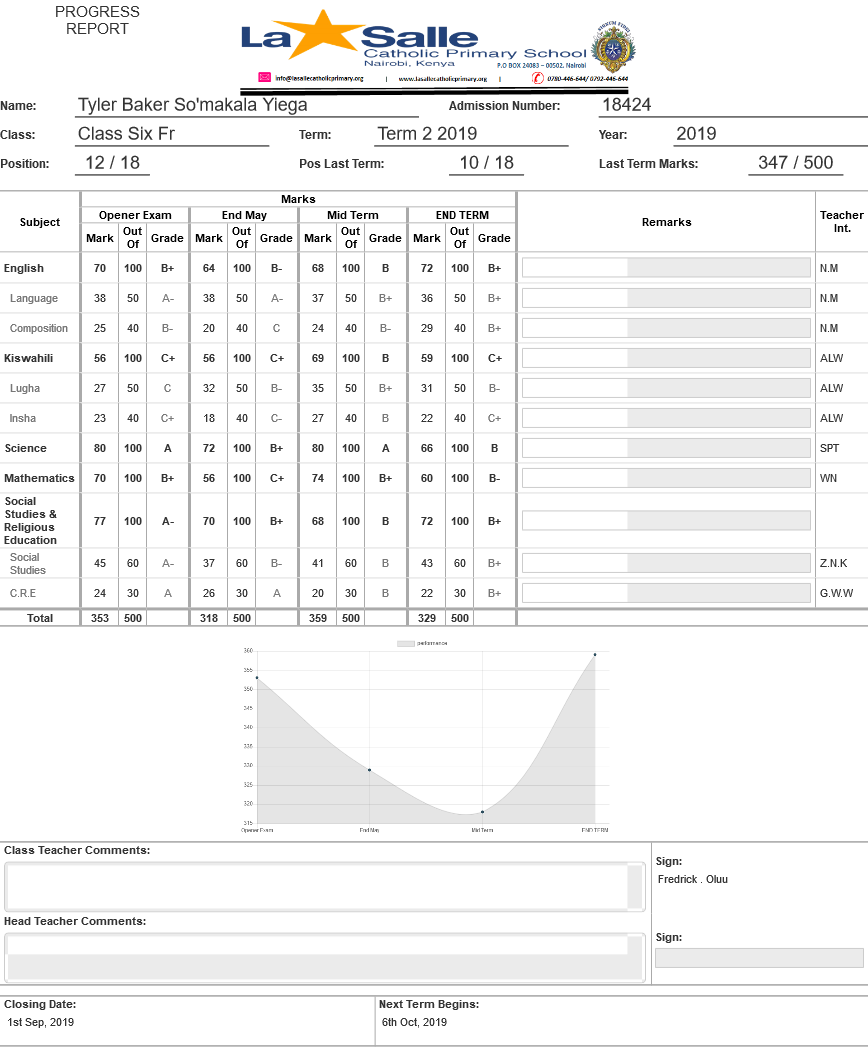 PROGRESS
REPORT
La Salle
Catholic Primary School
Nairobi, Kenya
P.O BOX 24083 – 00502, Nairobi
info@lasallecatholicprimary.org | www.lasallecatholicprimary.org | 0780-446-644/ 0792-446-644
Name: Tyler Baker So'makala Yiega Admission Number: 18424
Class: Class Six Fr Term: Term 2 2019 Year: 2019
Position: 12 / 18 Pos Last Term: 10 / 18 Last Term Marks: 347 / 500
Subject Marks Remarks Teacher Int.
Opener Exam End May Mid Term END TERM
Mark Out Of Grade Mark Out Of Grade Mark Out Of Grade Mark Out Of Grade
English 70 100 B+ 64 100 B- 68 100 B 72 100 B+ N.M
Language 38 50 A- 38 50 A- 37 50 B+ 36 50 B+ N.M
Composition 25 40 B- 20 40 C 24 40 B- 29 40 B+ N.M
Kiswahili 56 100 C+ 56 100 C+ 69 100 B 59 100 C+ ALW
Lugha 27 50 C 32 50 B- 35 50 B+ 31 50 B- ALW
Insha 23 40 C+ 18 40 C- 27 40 B 22 40 C+ ALW
Science 80 100 A 72 100 B+ 80 100 A 66 100 B SPT
Mathematics 70 100 B+ 56 100 C+ 74 100 B+ 60 100 B- WN
Social
Studies &
Religious
Education 77 100 A- 70 100 B+ 68 100 B 72 100 B+
Social
Studies 45 60 A- 37 60 B- 41 60 B 43 60 B+ Z.N.K
C.R.E 24 30 A 26 30 A 20 30 B 22 30 B+ G.W.W
Total 353 500 318 500 359 500 329 500
performance
360
355
350
345
340
335
330
325
320
315
Opener Exam End May Mid Term END TERM
Class Teacher Comments:
Sign:
Fredrick . Oluu
Head Teacher Comments:
Sign:
Closing Date: Next Term Begins:
1st Sep, 2019 6th Oct, 2019